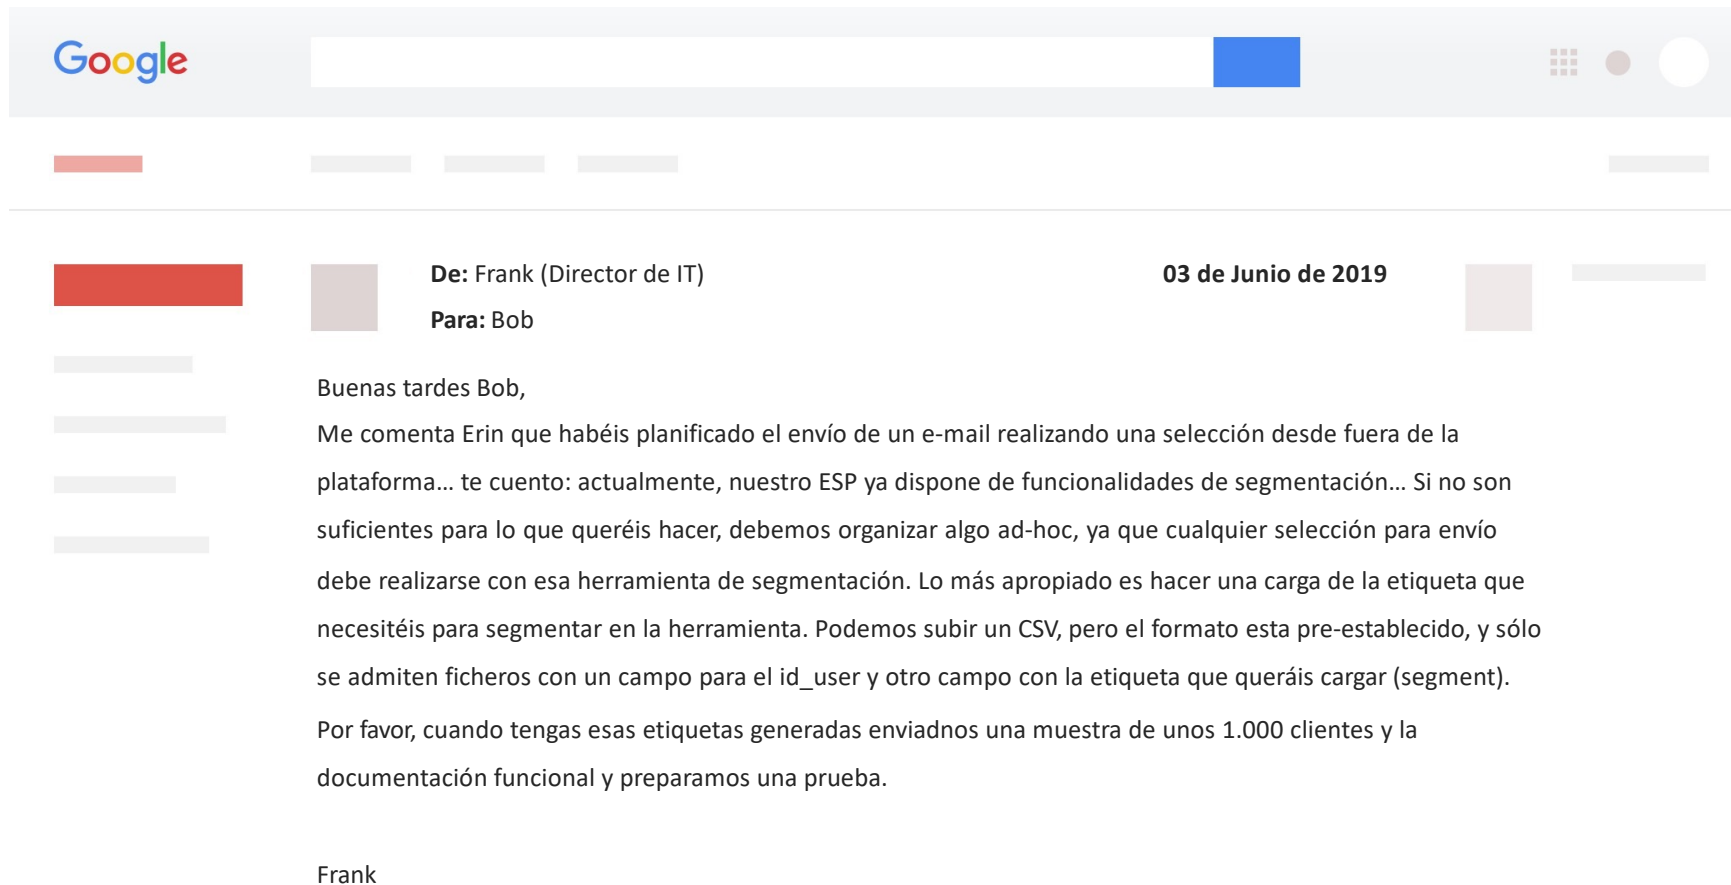 Google
De: Frank (Director de IT)
03 de Junio de 2019
Para: Bob
Buenas tardes Bob,
Me comenta Erin que habéis planificado el envío de un e-mail realizando una selección desde fuera de la
plataforma… te cuento: actualmente, nuestro ESP ya dispone de funcionalidades de segmentación… Si no son
suficientes para lo que queréis hacer, debemos organizar algo ad-hoc, ya que cualquier selección para envío
debe realizarse con esa herramienta de segmentación. Lo más apropiado es hacer una carga de la etiqueta que
necesitéis para segmentar en la herramienta. Podemos subir un CSV, pero el formato esta pre-establecido, y sólo
se admiten ficheros con un campo para el id_user y otro campo con la etiqueta que queráis cargar (segment).
Por favor, cuando tengas esas etiquetas generadas enviadnos una muestra de unos 1.000 clientes y la
documentación funcional y preparamos una prueba.
Frank